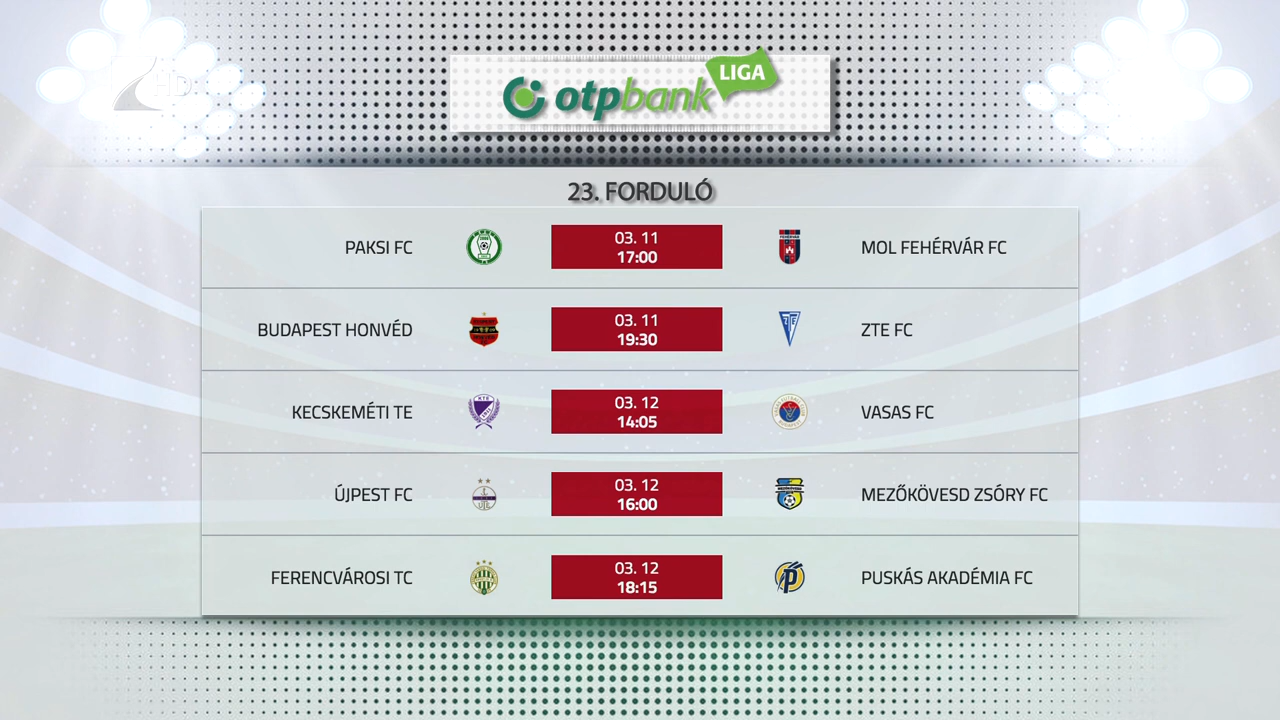 HD
otpbank LIGA
23. FORDULÓ
PAKSI FC 03. 11 17:00 MOL FEHÉRVÁR FC
BUDAPEST HONVÉD 03. 11 19:30 ZTE FC
KECSKEMÉTI TE 03. 12 14:05 VASAS FC
ÚJPEST FC 03. 12 16:00 MEZŐKÖVESD ZSÓRY FC
FERENCVÁROSI TC 03. 12 18:15 PUSKÁS AKADÉMIA FC